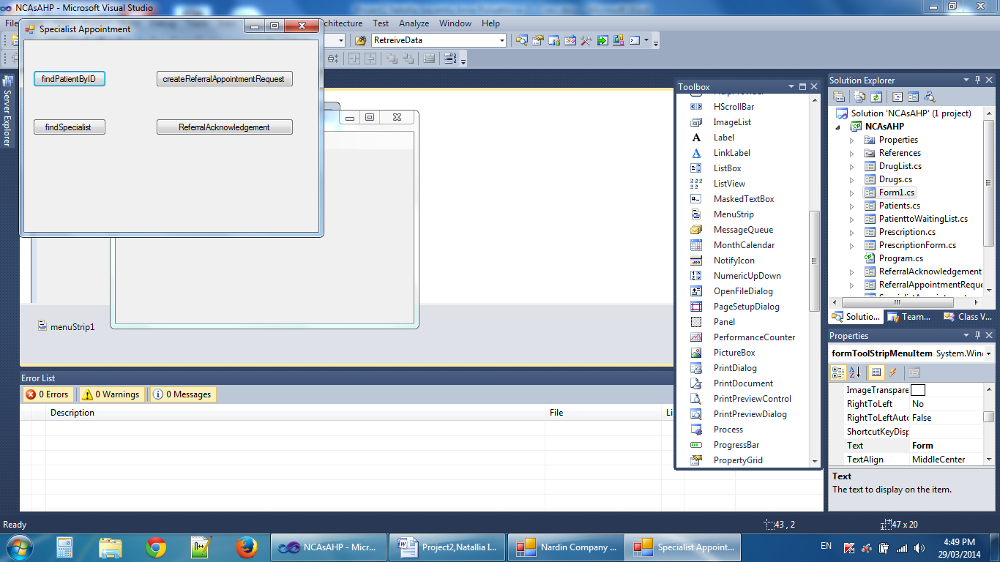 NCAsAHP - Microsoft Visual Studio
File
rchitecture Test Analyze Window Help
Specialist Appointment
RetreiveData
findPatientByID
createReferralAppointmentRequest
findSpecialist
ReferralAcknowledgement
Server Explorer
menuStrip1
Toolbox
HScrollBar
ImageList
Label
LinkLabel
ListBox
ListView
MaskedTextBox
MenuStrip
MessageQueue
MonthCalendar
NotifyIcon
NumericUpDown
OpenFileDialog
PageSetupDialog
Panel
PerformanceCounter
PictureBox
PrintDialog
PrintDocument
PrintPreviewControl
PrintPreviewDialog
Process
ProgressBar
PropertyGrid
Solution Explorer
Solution 'NCAsAHP' (1 project)
NCAsAHP
Properties
References
DrugList.cs
Drugs.cs
Form1.cs
Patients.cs
PatienttoWaitingList.cs
Prescription.cs
PrescriptionForm.cs
Program.cs
ReferralAcknowledgement
ReferralAppointmentReque
Solutio... Team... Class V...
Properties
formToolStripMenuItem System.Win
ImageTranspare
RightToLeft No
RightToLeftAuto False
ShortcutKeyDisp
Text Form
TextAlign MiddleCenter
Text
The text to display on the item.
Error List
0 Errors 0 Warnings 0 Messages
Description File Li
Ready 43 , 2 47 x 20
NCAsAHP - Micr... Project2,Natallia I... Nardin Company ... Specialist Appoint...
EN
4:49 PM
29/03/2014